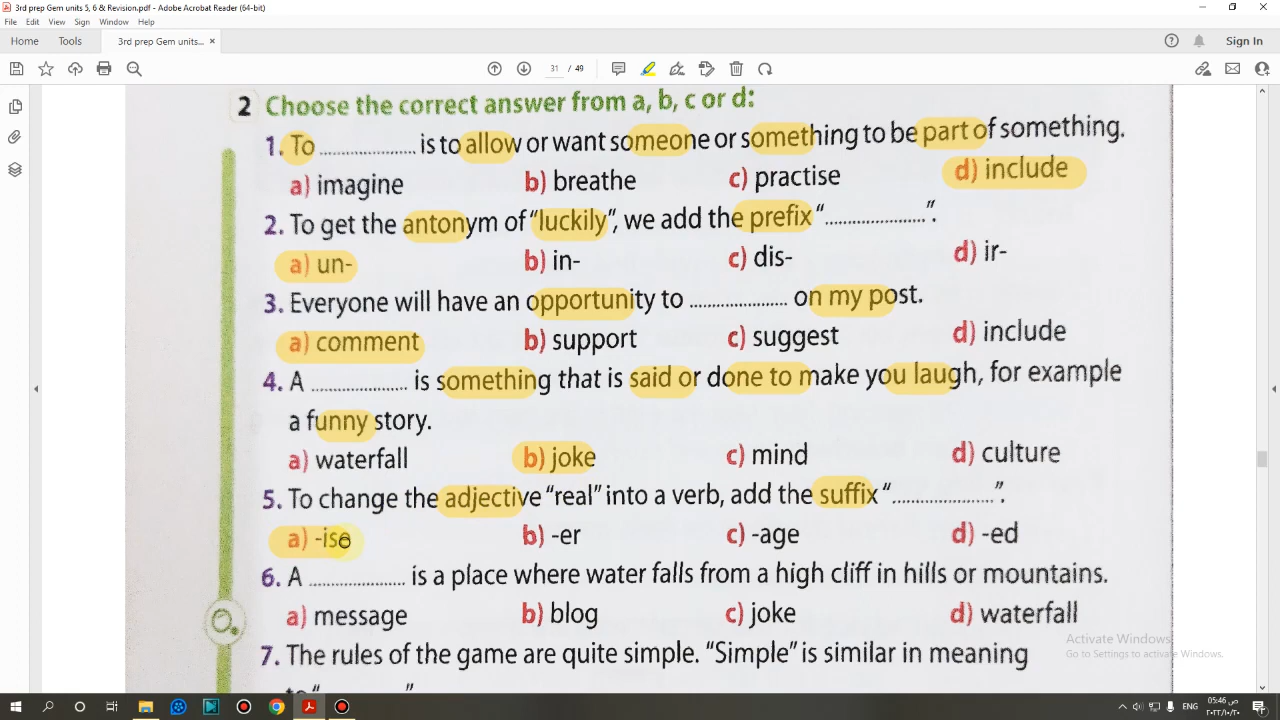 3rd prep Gem units 5, 6 & Revision.pdf - Adobe Acrobat Reader (64-bit)
File Edit View Sign Window Help
Home Tools 3rd prep Gem units... × Sign In
31 / 49
2 Choose the correct answer from a, b, c or d:
1. To .................... is to allow or want someone or something to be part of something.
a) imagine b) breathe c) practise d) include
2. To get the antonym of "luckily", we add the prefix "....................".
a) un- b) in- c) dis- d) ir-
3. Everyone will have an opportunity to .................... on my post.
a) comment b) support c) suggest d) include
4. A .................... is something that is said or done to make you laugh, for example
a funny story.
a) waterfall b) joke c) mind d) culture
5. To change the adjective "real" into a verb, add the suffix "....................".
a) -ise b) -er c) -age d) -ed
6. A .................... is a place where water falls from a high cliff in hills or mountains.
a) message b) blog c) joke d) waterfall
7. The rules of the game are quite simple. "Simple" is similar in meaning
to "...................."
Activate Windows
Go to Settings to activate Windows.
ENG
05:46 ص
٢٠٢٢/١٠/٢٠